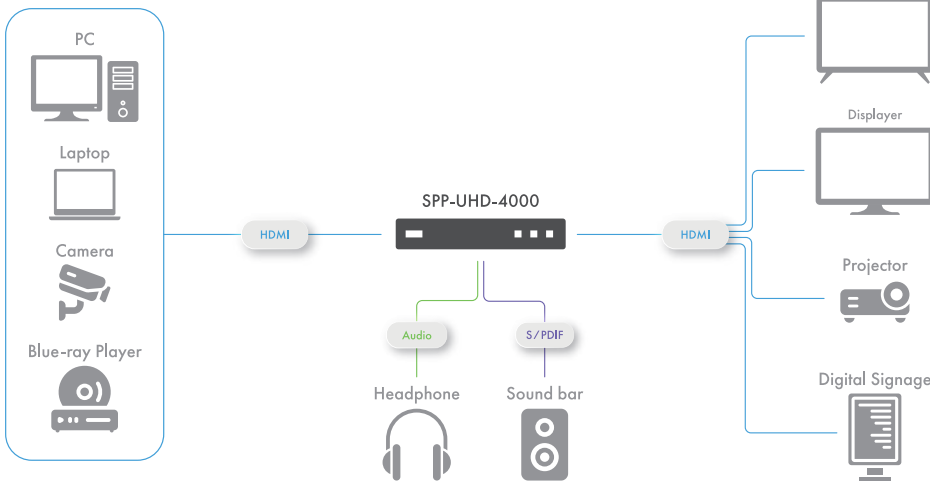 PC
Laptop
Camera
Blue-ray Player
HDMI
SPP-UHD-4000
Audio
S/PDIF
Headphone
Sound bar
HDMI
Displayer
Projector
Digital Signage